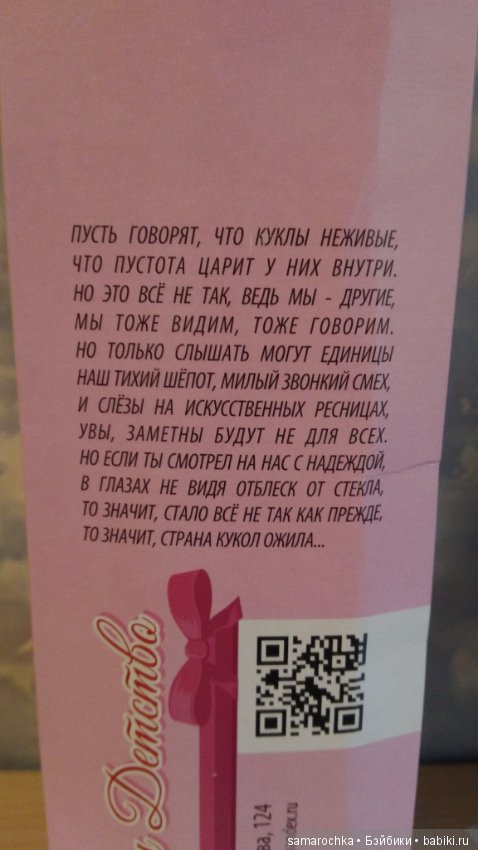 ПУСТЬ ГОВОРЯТ, ЧТО КУКЛЫ НЕЖИВЫЕ,
ЧТО ПУСТОТА ЦАРИТ У НИХ ВНУТРИ.
НО ЭТО ВСЁ НЕ ТАК, ВЕДЬ МЫ - ДРУГИЕ,
МЫ ТОЖЕ ВИДИМ, ТОЖЕ ГОВОРИМ.
НО ТОЛЬКО СЛЫШАТЬ МОГУТ ЕДИНИЦЫ
НАШ ТИХИЙ ШЁПОТ, МИЛЫЙ ЗВОНКИЙ СМЕХ,
И СЛЁЗЫ НА ИСКУССТВЕННЫХ РЕСНИЦАХ,
УВЫ, ЗАМЕТНЫ БУДУТ НЕ ДЛЯ ВСЕХ.
НО ЕСЛИ ТЫ СМОТРЕЛ НА НАС С НАДЕЖДОЙ,
В ГЛАЗАХ НЕ ВИДЯ ОТБЛЕСК ОТ СТЕКЛА,
ТО ЗНАЧИТ, СТАЛО ВСЁ НЕ ТАК КАК ПРЕЖДЕ,
ТО ЗНАЧИТ, СТРАНА КУКОЛ ОЖИЛА...
Детство
124
samarochka • Бэйбики • babiki.ru